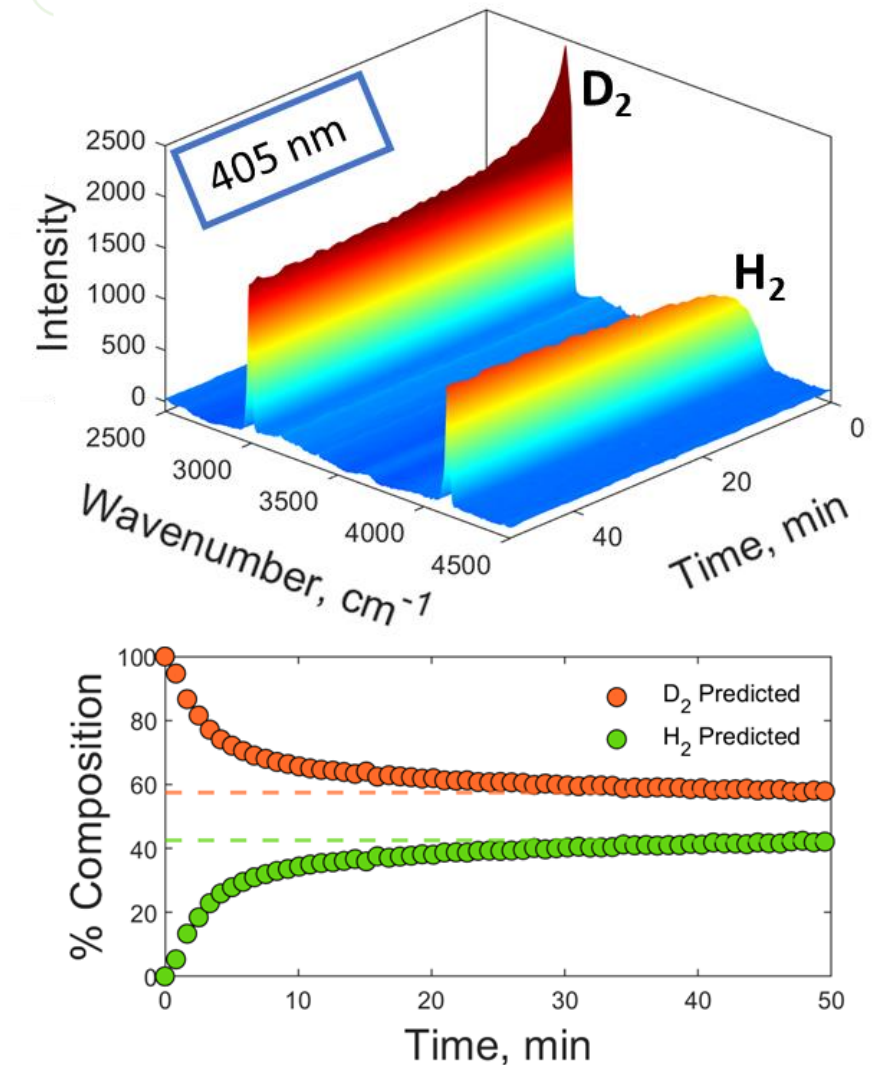 D2
405 nm
H2
Intensity
2500
2000
1500
1000
500
0
2500
3000
3500
4000
4500
Wavenumber, cm-1
0
20
40
Time, min
% Composition
100
80
60
40
20
0
D2 Predicted
H2 Predicted
0
10
20
30
40
50
Time, min